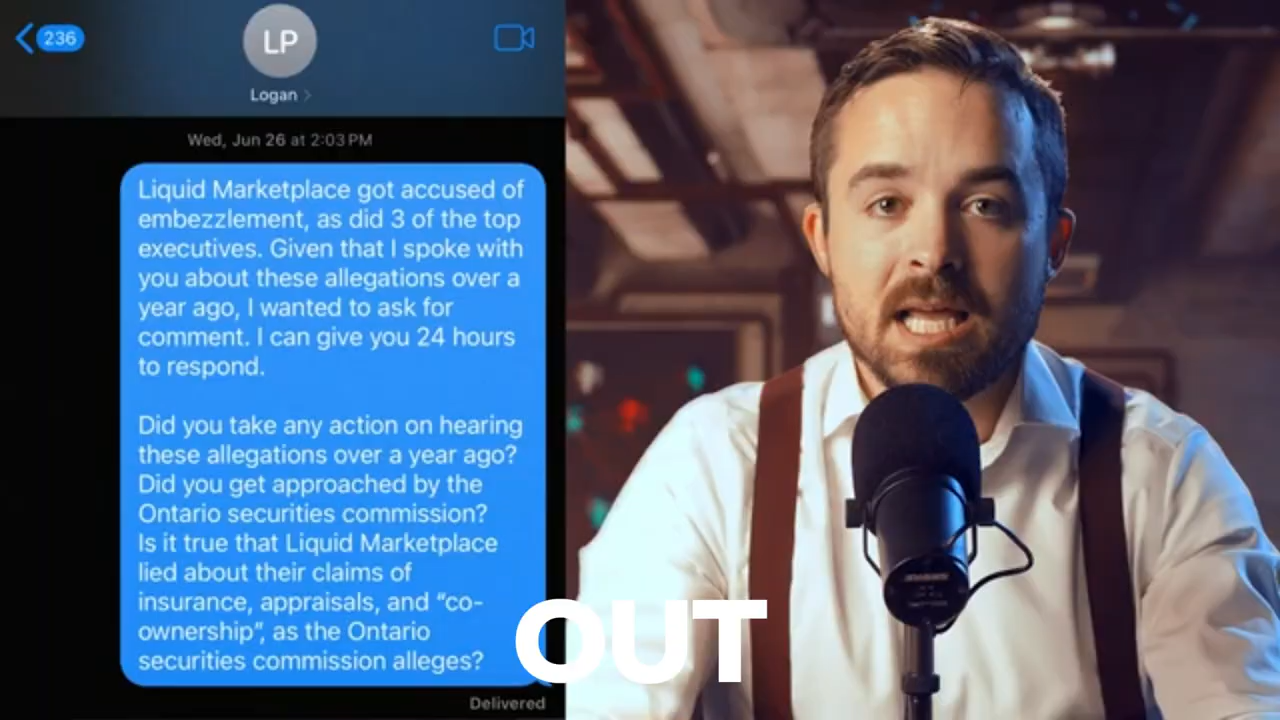 236
LP
Logan
Wed, Jun 26 at 2:03 PM
Liquid Marketplace got accused of
embezzlement, as did 3 of the top
executives. Given that I spoke with
you about these allegations over a
year ago, I wanted to ask for
comment. I can give you 24 hours
to respond.
Did you take any action on hearing
these allegations over a year ago?
Did you get approached by the
Ontario securities commission?
Is it true that Liquid Marketplace
lied about their claims of
insurance, appraisals, and “co-
ownership”, as the Ontario
securities commission alleges?
Delivered
OUT